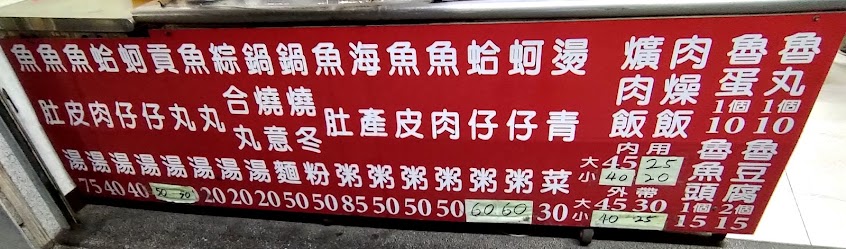 魚肚湯 75
魚皮湯 40
魚肉湯 40
蛤仔湯 50
蚵仔湯
貢丸湯 20
魚丸湯 20
綜合丸湯 20
鍋燒意麵 50
鍋燒冬粉 50
魚肚粥 85
海產粥 50
魚皮粥 50
魚肉粥 50
蛤仔粥 60
蚵仔粥 60
燙青菜 30
爌肉飯 肉燥飯
內用
大 45 25
小 40 20
外帶
大 45 30
小 40 25
魯蛋 1個 10
魯丸 1個 10
魯魚頭 1個 15
魯豆腐 2個 15